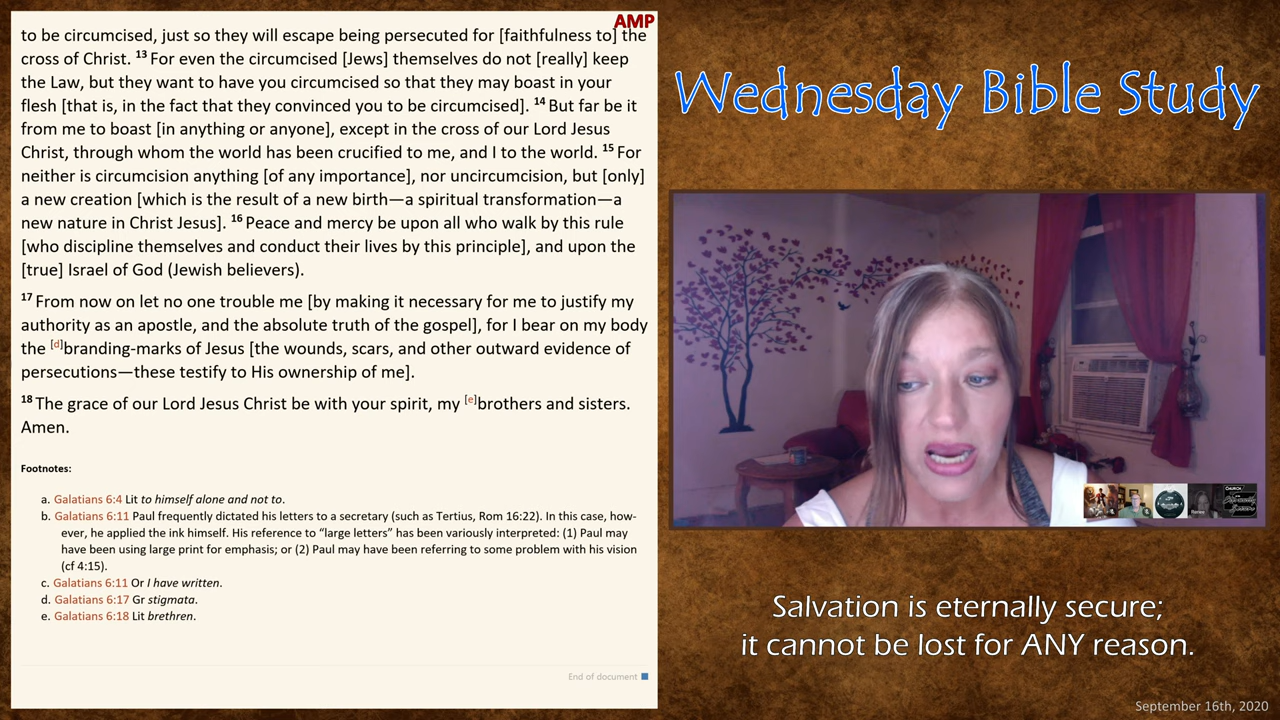 AMP
to be circumcised, just so they will escape being persecuted for [faithfulness to] the
cross of Christ. 13 For even the circumcised [Jews] themselves do not [really] keep
the Law, but they want to have you circumcised so that they may boast in your
flesh [that is, in the fact that they convinced you to be circumcised]. 14 But far be it
from me to boast [in anything or anyone], except in the cross of our Lord Jesus
Christ, through whom the world has been crucified to me, and I to the world. 15 For
neither is circumcision anything [of any importance], nor uncircumcision, but [only]
a new creation [which is the result of a new birth—a spiritual transformation—a
new nature in Christ Jesus]. 16 Peace and mercy be upon all who walk by this rule
[who discipline themselves and conduct their lives by this principle], and upon the
[true] Israel of God (Jewish believers).
17 From now on let no one trouble me [by making it necessary for me to justify my
authority as an apostle, and the absolute truth of the gospel], for I bear on my body
the [d]branding-marks of Jesus [the wounds, scars, and other outward evidence of
persecutions—these testify to His ownership of me].
18 The grace of our Lord Jesus Christ be with your spirit, my [e]brothers and sisters.
Amen.
Footnotes:
a. Galatians 6:4 Lit to himself alone and not to.
b. Galatians 6:11 Paul frequently dictated his letters to a secretary (such as Tertius, Rom 16:22). In this case, how-
ever, he applied the ink himself. His reference to “large letters” has been variously interpreted: (1) Paul may
have been using large print for emphasis; or (2) Paul may have been referring to some problem with his vision
(cf 4:15).
c. Galatians 6:11 Or I have written.
d. Galatians 6:17 Gr stigmata.
e. Galatians 6:18 Lit brethren.
End of document
Wednesday Bible Study
Renee
CHURCH
Salvation is eternally secure;
it cannot be lost for ANY reason.
September 16th, 2020